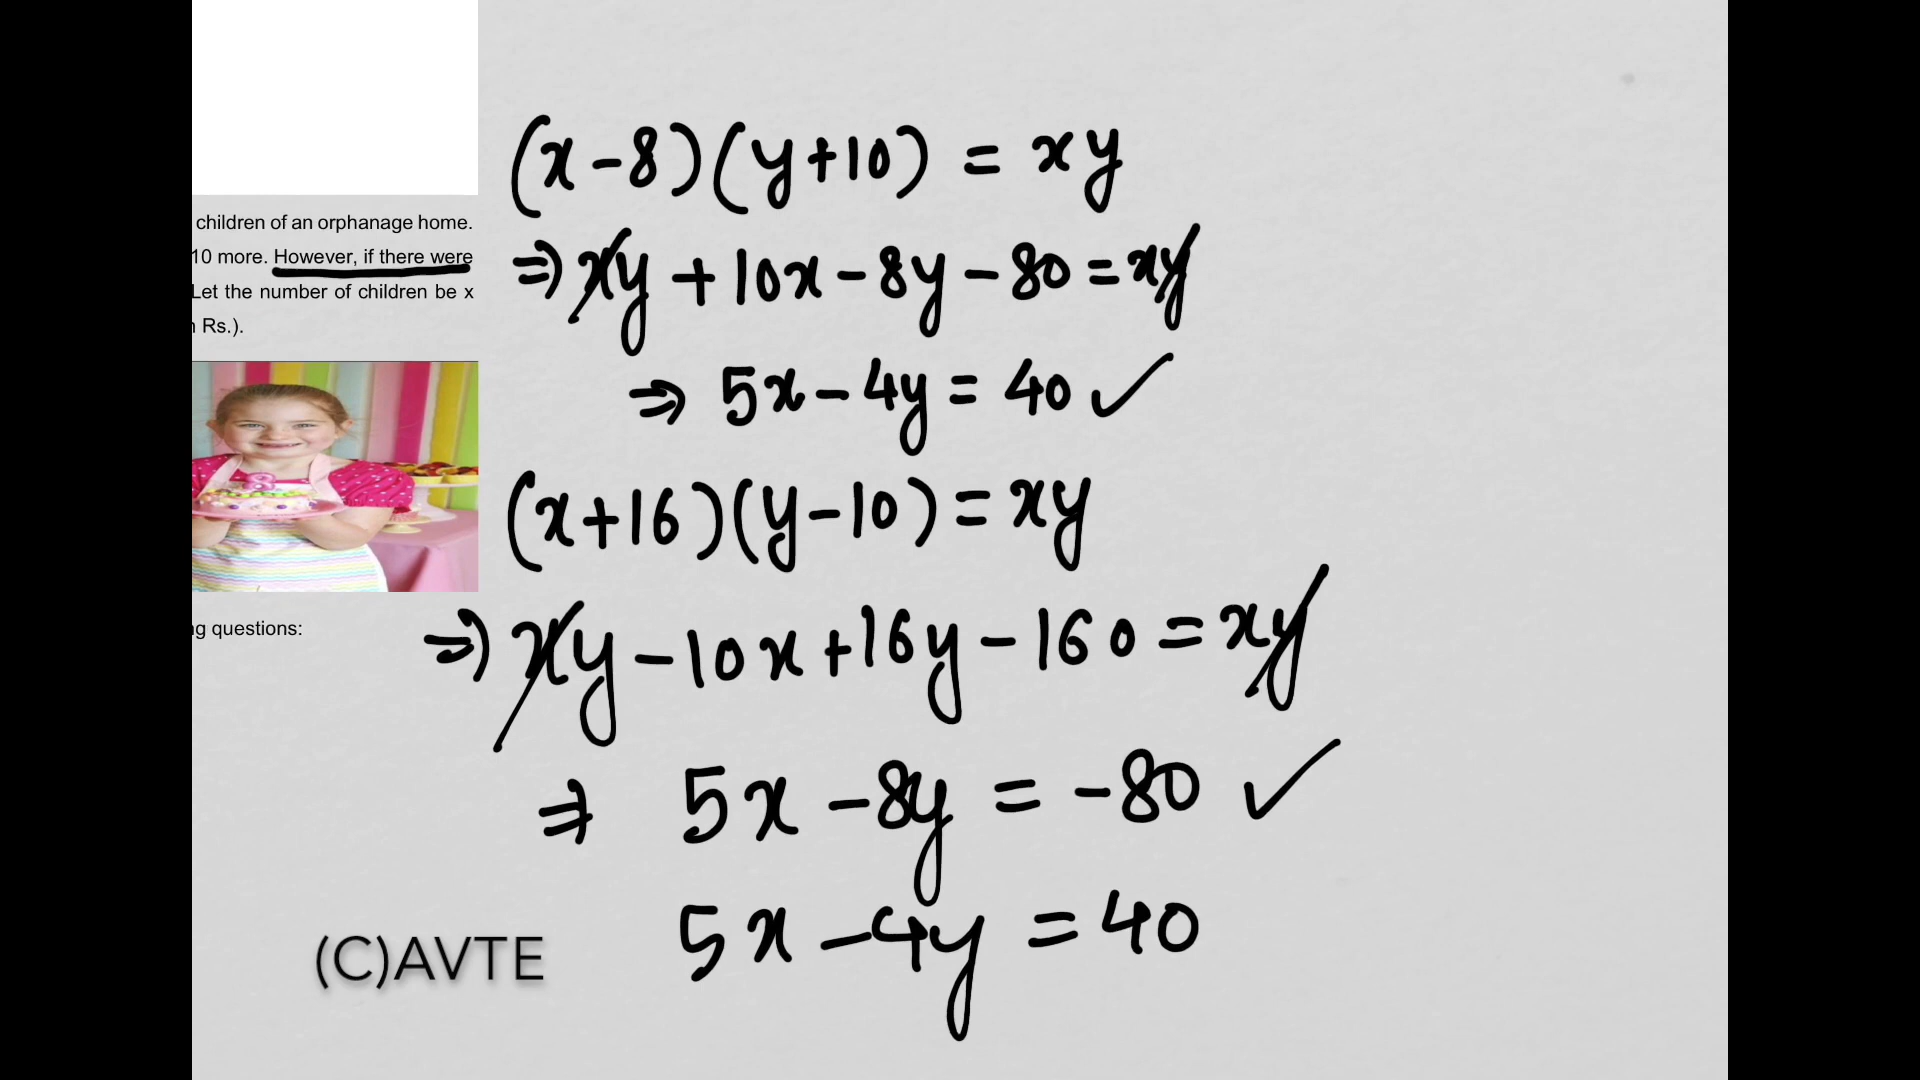 children of an orphanage home.
10 more. However, if there were
Let the number of children be x
Rs.).
questions:
(x-8)(y+10) = xy
⇒ xy + 10x - 8y - 80 = xy
⇒ 5x - 4y = 40 ✓
(x+16)(y-10) = xy
⇒ xy - 10x + 16y - 160 = xy
⇒ 5x - 8y = -80 ✓
5x - 4y = 40
(C)AVTE